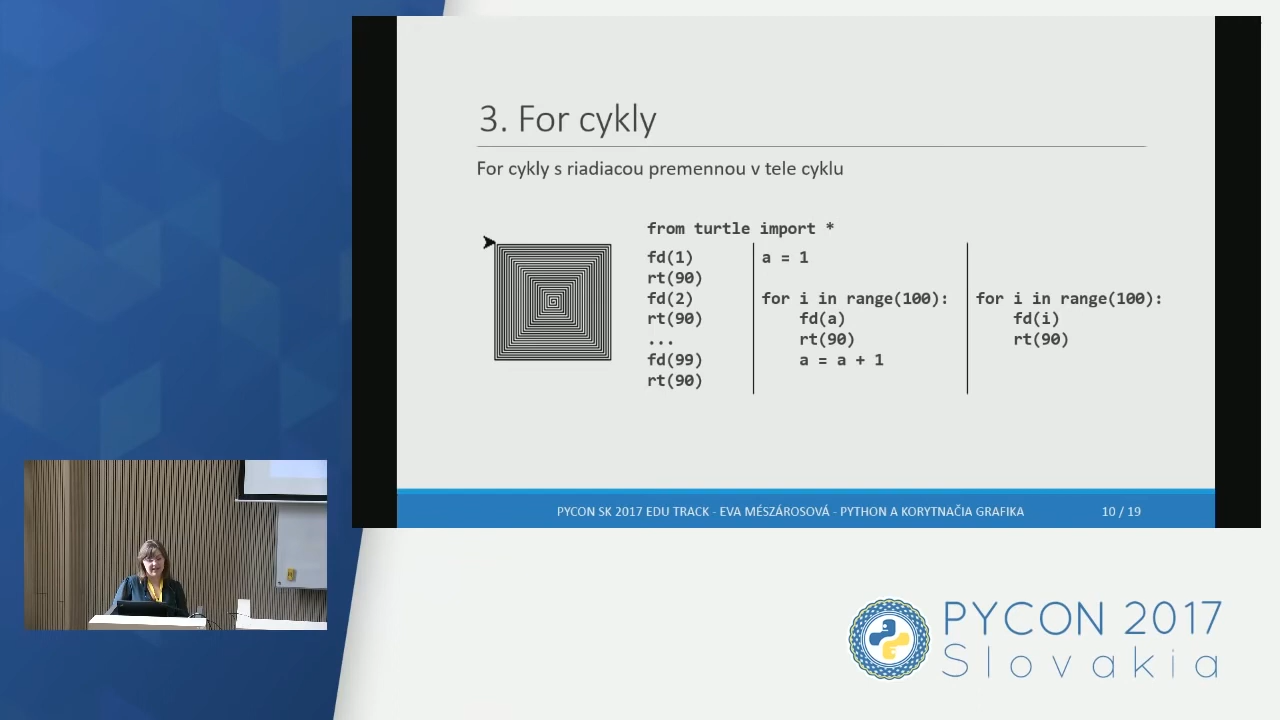 3. For cykly
For cykly s riadiacou premennou v tele cyklu
from turtle import *
fd(1)
rt(90)
fd(2)
rt(90)
...
fd(99)
rt(90)
a = 1
for i in range(100):
    fd(a)
    rt(90)
    a = a + 1
for i in range(100):
    fd(i)
    rt(90)
PYCON SK 2017 EDU TRACK - EVA MÉSZÁROSOVÁ - PYTHON A KORYTNAČIA GRAFIKA
10 / 19
PYCON 2017
Slovakia